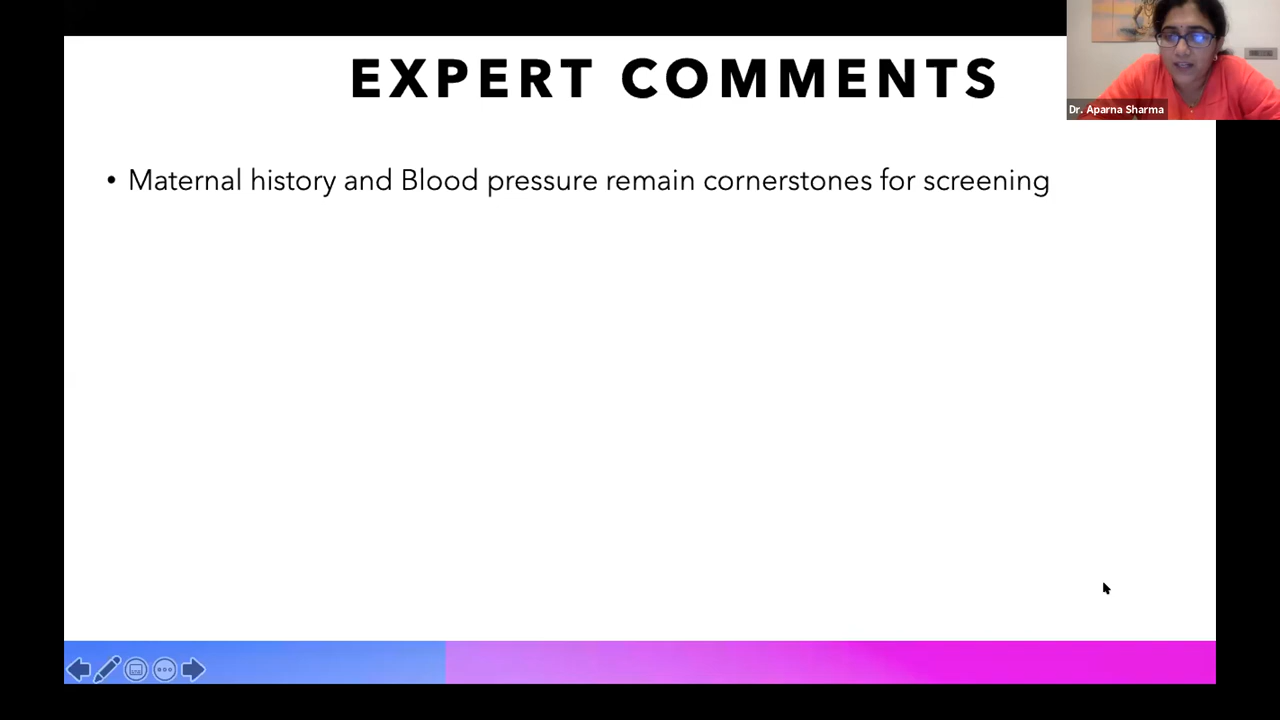 EXPERT COMMENTS
Dr. Aparna Sharma
• Maternal history and Blood pressure remain cornerstones for screening